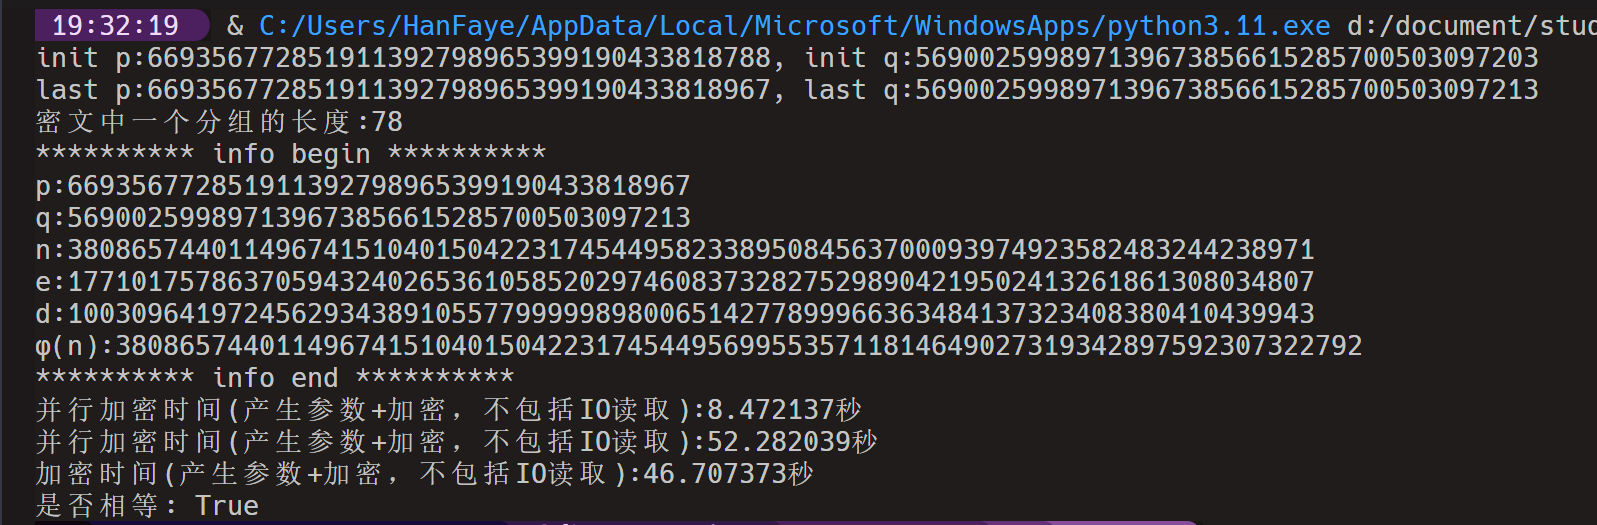 19:32:19 & C:/Users/HanFaye/AppData/Local/Microsoft/WindowsApps/python3.11.exe d:/document/stud
init p:669356772851911392798965399190433818788, init q:569002599897139673856615285700503097203
last p:669356772851911392798965399190433818967, last q:569002599897139673856615285700503097213
密文中一个分组的长度:78
********** info begin **********
p:669356772851911392798965399190433818967
q:569002599897139673856615285700503097213
n:380865744011496741510401504223174544958233895084563700093974923582483244238971
e:177101757863705943240265361058520297460837328275298904219502413261861308034807
d:100309641972456293438910557799999898006514277899966363484137323408380410439943
φ(n):380865744011496741510401504223174544956995535711814649027319342897592307322792
********** info end **********
并行加密时间(产生参数+加密, 不包括IO读取):8.472137秒
并行加密时间(产生参数+加密, 不包括IO读取):52.282039秒
加密时间(产生参数+加密, 不包括IO读取):46.707373秒
是否相等: True